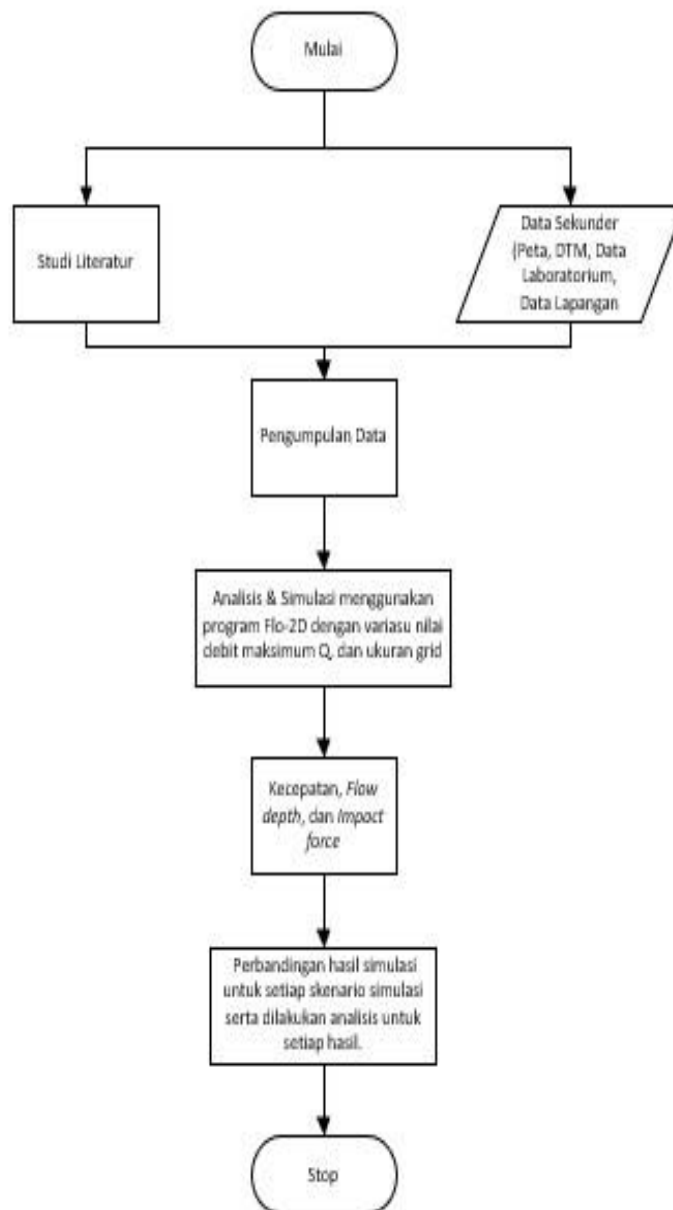 Mulai
Studi Literatur
Data Sekunder
(Peta, DTM, Data
Laboratorium,
Data Lapangan
Pengumpulan Data
Analisis & Simulasi menggunakan
program Flo-2D dengan variasu nilai
debit maksimum Q, dan ukuran grid
Kecepatan, Flow
depth, dan Impact
force
Perbandingan hasil simulasi
untuk setiap skenario simulasi
serta dilakukan analisis untuk
setiap hasil.
Stop